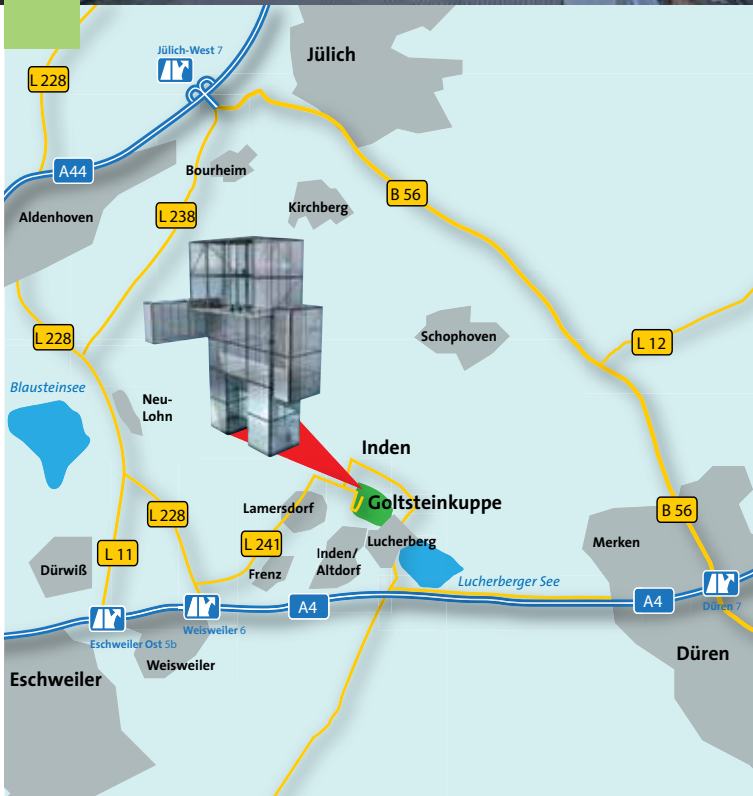 Jülich-West 7
Jülich
L 228
A44
Bourheim
B 56
Kirchberg
Aldenhoven
L 238
Schophoven
L 228
L 12
Blausteinsee
Neu-
Lohn
Inden
Goltsteinkuppe
Lamersdorf
L 228
B 56
Lucherberg
Merken
L 241
L 11
Inden/
Altdorf
Dürwiß
Frenz
Lucherberger See
A4
A4
Düren 7
Weisweiler 6
Eschweiler Ost 5b
Weisweiler
Düren
Eschweiler